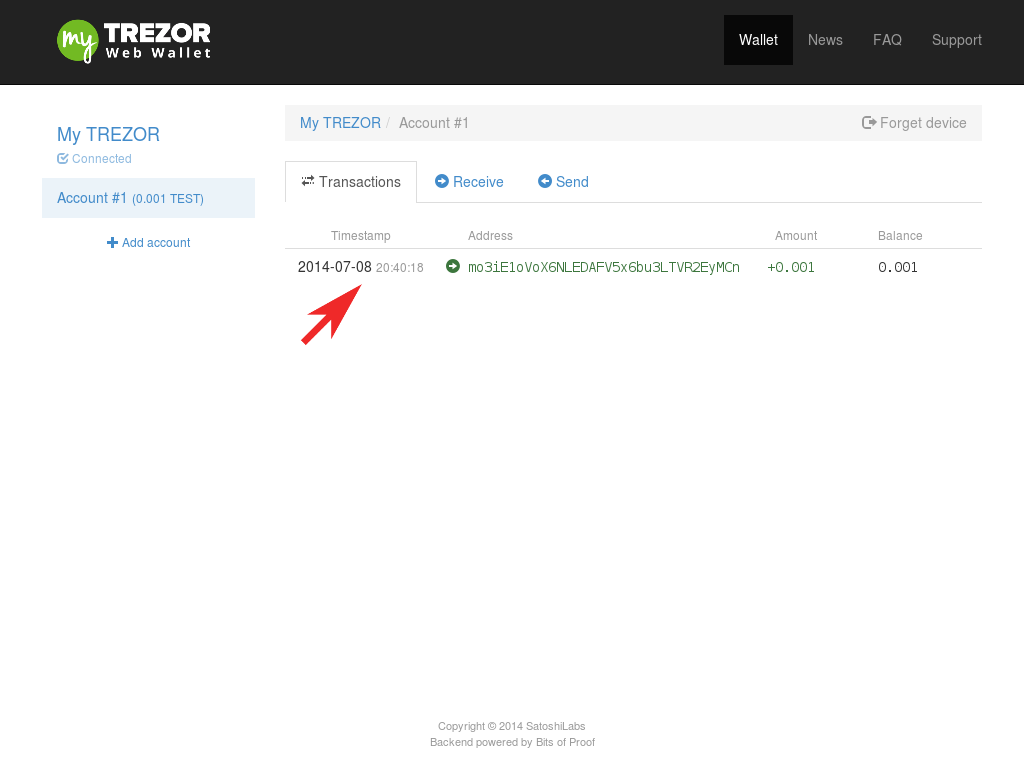 my TREZOR
Web Wallet
Wallet News FAQ Support
My TREZOR
Connected
Account #1 (0.001 TEST)
Add account
My TREZOR / Account #1 Forget device
Transactions Receive Send
Timestamp Address Amount Balance
2014-07-08 20:40:18 mo3iE1oVoX6NLEDAFV5x6bu3LTVR2EyMCn +0.001 0.001
Copyright © 2014 SatoshiLabs
Backend powered by Bits of Proof